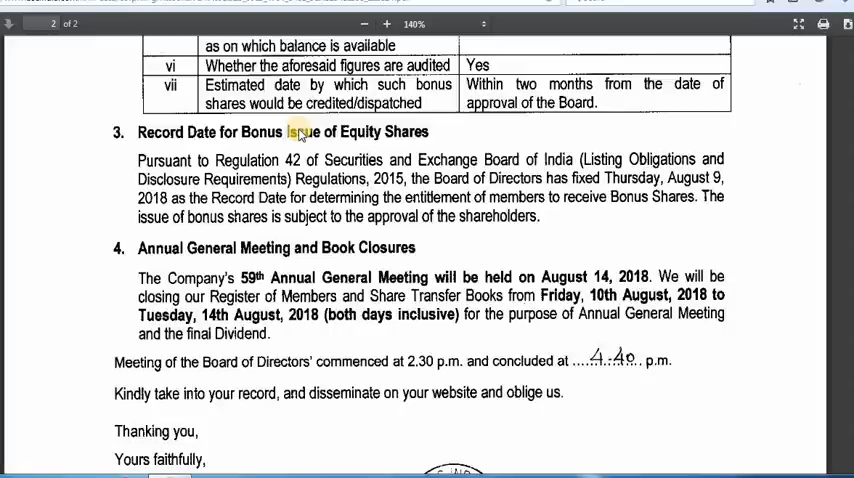 2 of 2
140%
as on which balance is available
vi Whether the aforesaid figures are audited Yes
vii Estimated date by which such bonus Within two months from the date of
shares would be credited/dispatched approval of the Board.
3. Record Date for Bonus Issue of Equity Shares
Pursuant to Regulation 42 of Securities and Exchange Board of India (Listing Obligations and
Disclosure Requirements) Regulations, 2015, the Board of Directors has fixed Thursday, August 9,
2018 as the Record Date for determining the entitlement of members to receive Bonus Shares. The
issue of bonus shares is subject to the approval of the shareholders.
4. Annual General Meeting and Book Closures
The Company's 59th Annual General Meeting will be held on August 14, 2018. We will be
closing our Register of Members and Share Transfer Books from Friday, 10th August, 2018 to
Tuesday, 14th August, 2018 (both days inclusive) for the purpose of Annual General Meeting
and the final Dividend.
Meeting of the Board of Directors' commenced at 2.30 p.m. and concluded at ....4.40.. p.m.
Kindly take into your record, and disseminate on your website and oblige us.
Thanking you,
Yours faithfully,